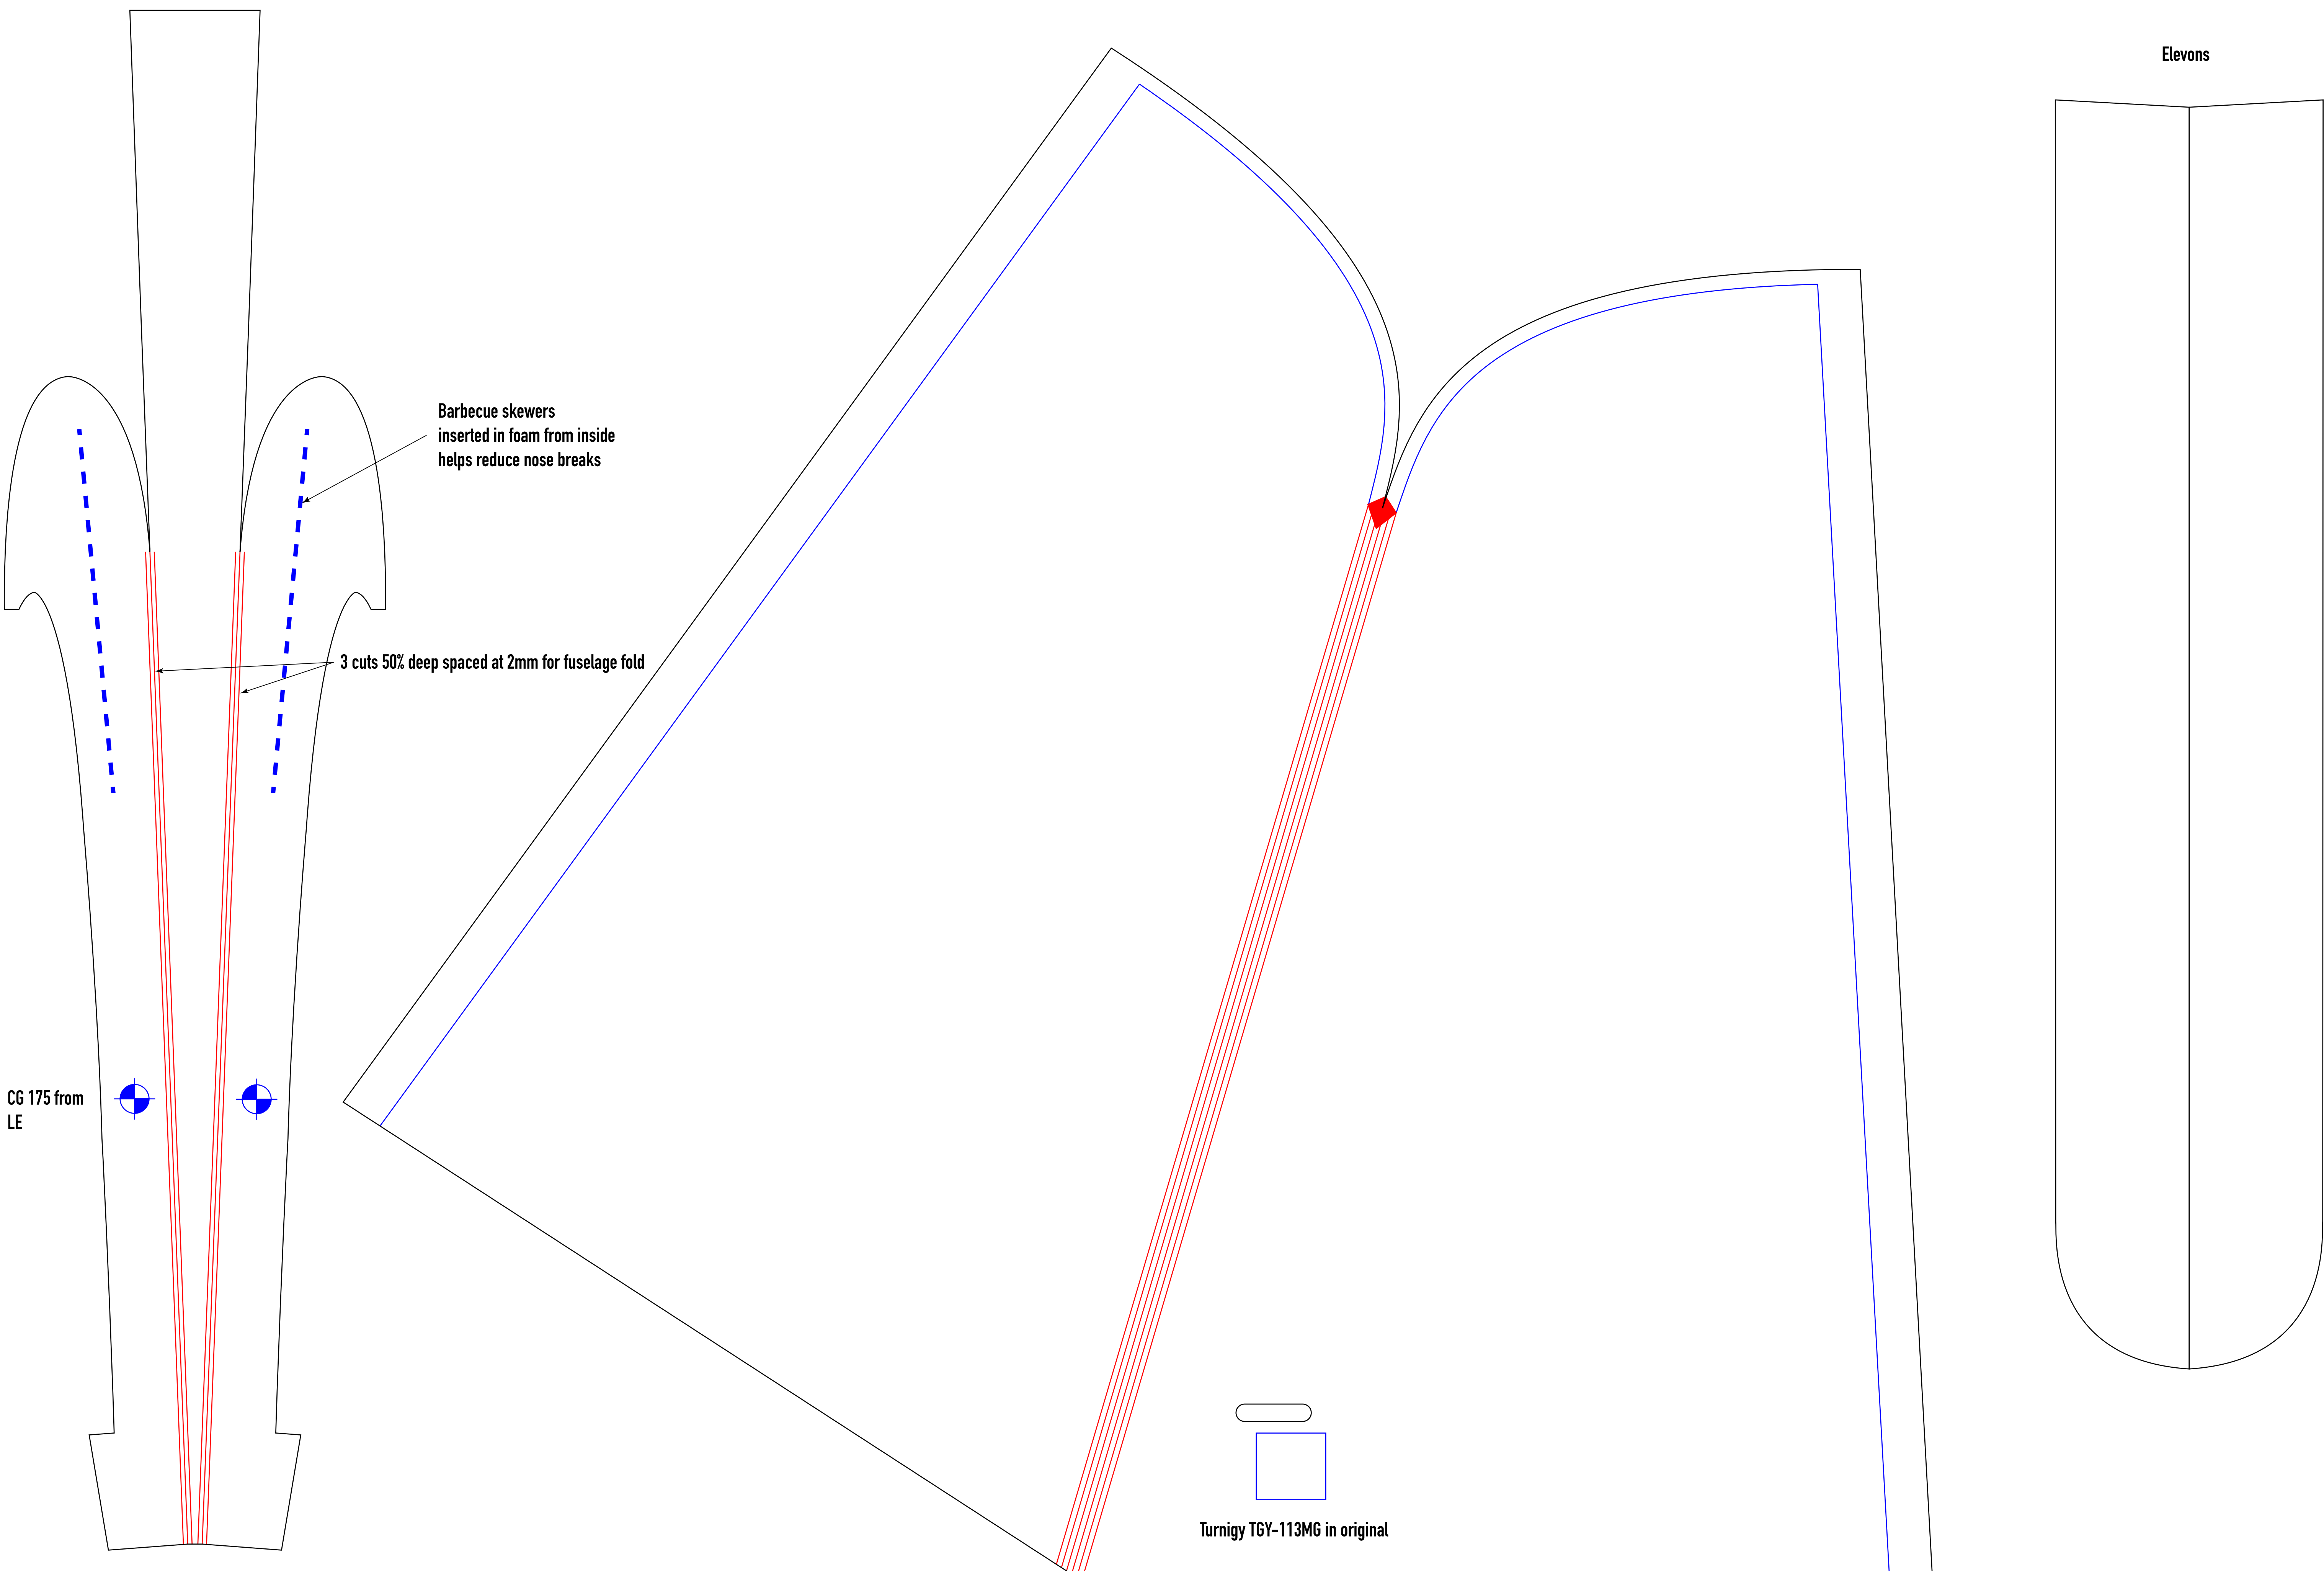 Elevons
Barbecue skewers
inserted in foam from inside
helps reduce nose breaks
3 cuts 50% deep spaced at 2mm for fuselage fold
CG 175 from
LE
Turnigy TGY-113MG in original